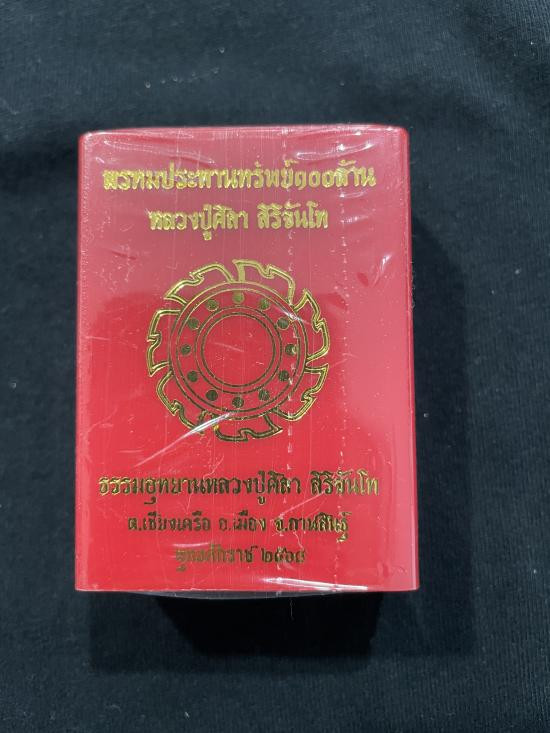 พรหมประทานทรัพย์๑๐๐ล้าน
หลวงปู่ศิลา สิริจันโท
ธรรมอุทยานหลวงปู่ศิลา สิริจันโท
ต.เชียงเครือ อ.เมือง จ.กาฬสินธุ์
พุทธศักราช ๒๕๖๘